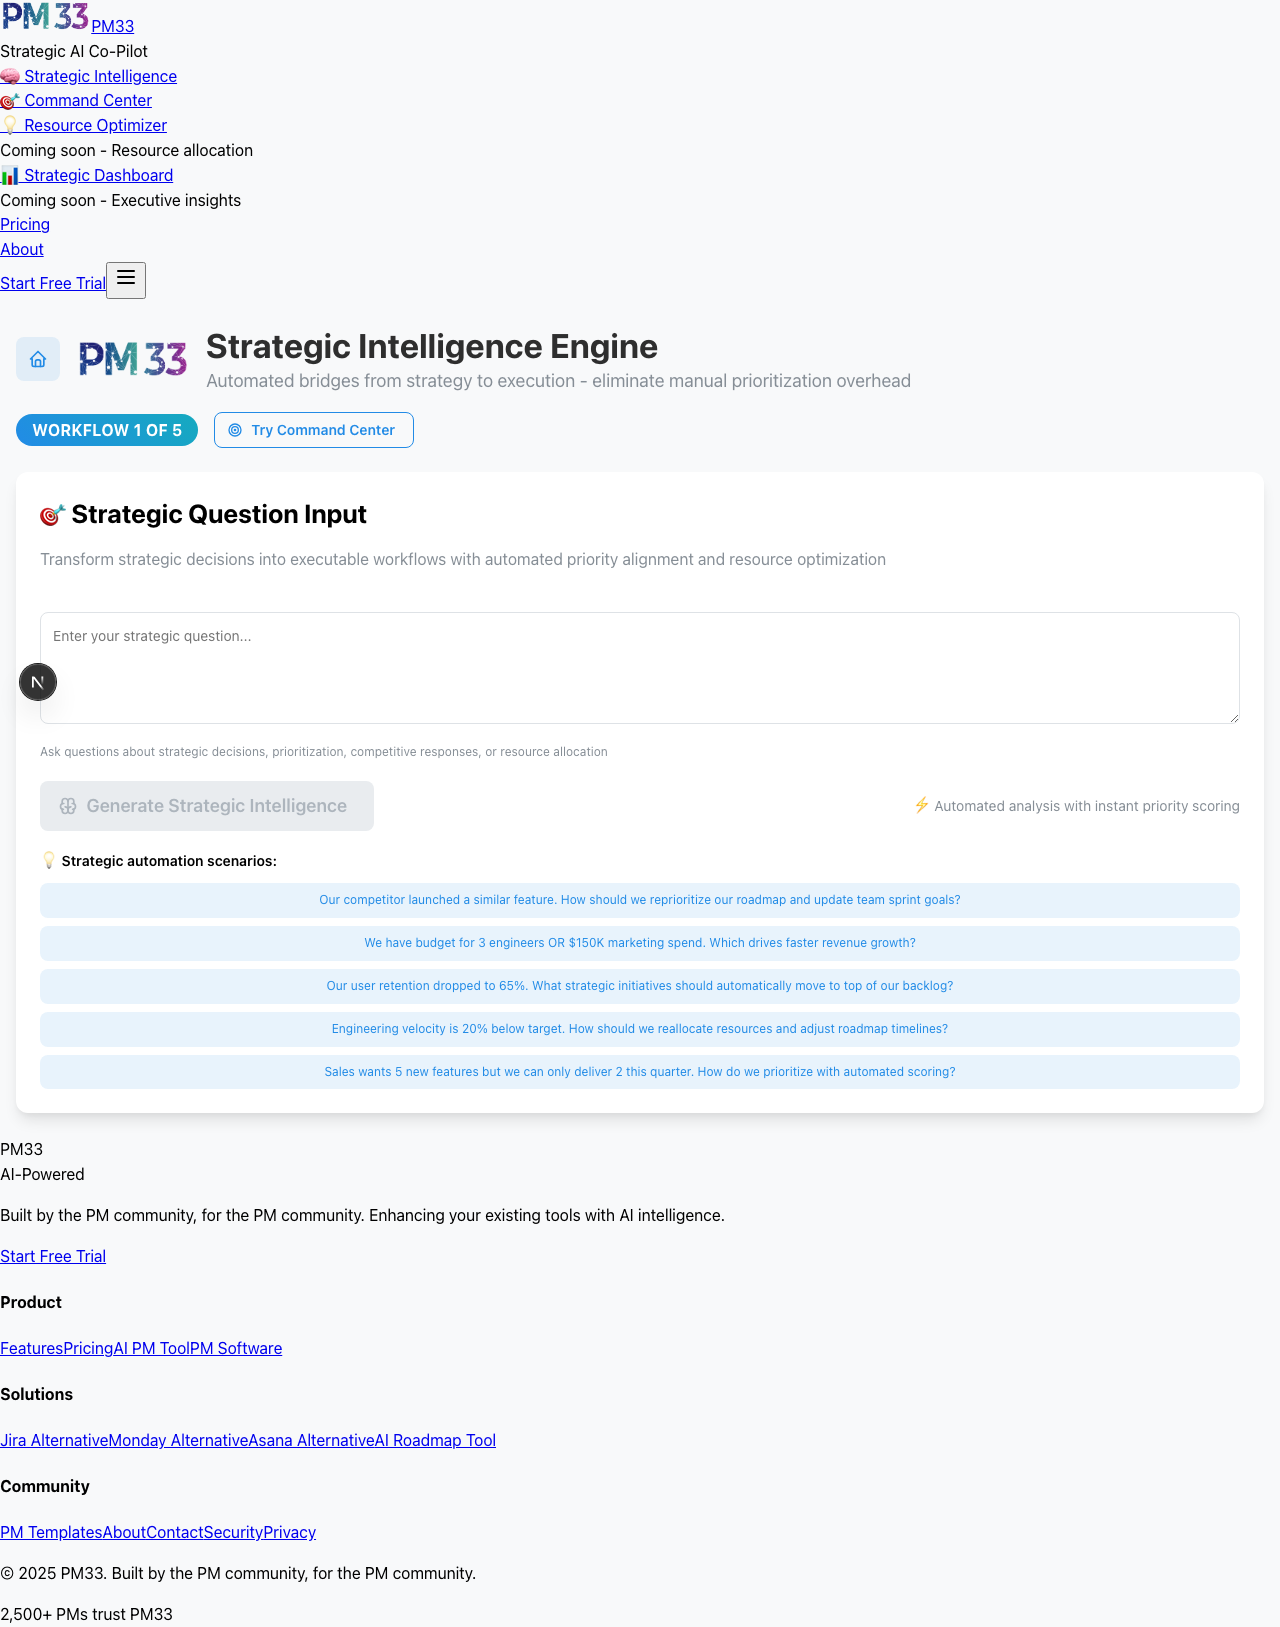 PM 33 PM33
Strategic AI Co-Pilot
🧠 Strategic Intelligence
🎯 Command Center
💡 Resource Optimizer
Coming soon - Resource allocation
📊 Strategic Dashboard
Coming soon - Executive insights
Pricing
About
Start Free Trial
PM 33
Strategic Intelligence Engine
Automated bridges from strategy to execution - eliminate manual prioritization overhead
WORKFLOW 1 OF 5
Try Command Center
🎯 Strategic Question Input
Transform strategic decisions into executable workflows with automated priority alignment and resource optimization
Enter your strategic question...
N
Ask questions about strategic decisions, prioritization, competitive responses, or resource allocation
Generate Strategic Intelligence
⚡ Automated analysis with instant priority scoring
💡 Strategic automation scenarios:
Our competitor launched a similar feature. How should we reprioritize our roadmap and update team sprint goals?
We have budget for 3 engineers OR $150K marketing spend. Which drives faster revenue growth?
Our user retention dropped to 65%. What strategic initiatives should automatically move to top of our backlog?
Engineering velocity is 20% below target. How should we reallocate resources and adjust roadmap timelines?
Sales wants 5 new features but we can only deliver 2 this quarter. How do we prioritize with automated scoring?
PM33
AI-Powered
Built by the PM community, for the PM community. Enhancing your existing tools with AI intelligence.
Start Free Trial
Product
FeaturesPricingAI PM ToolPM Software
Solutions
Jira AlternativeMonday AlternativeAsana AlternativeAI Roadmap Tool
Community
PM TemplatesAboutContactSecurityPrivacy
© 2025 PM33. Built by the PM community, for the PM community.
2,500+ PMs trust PM33